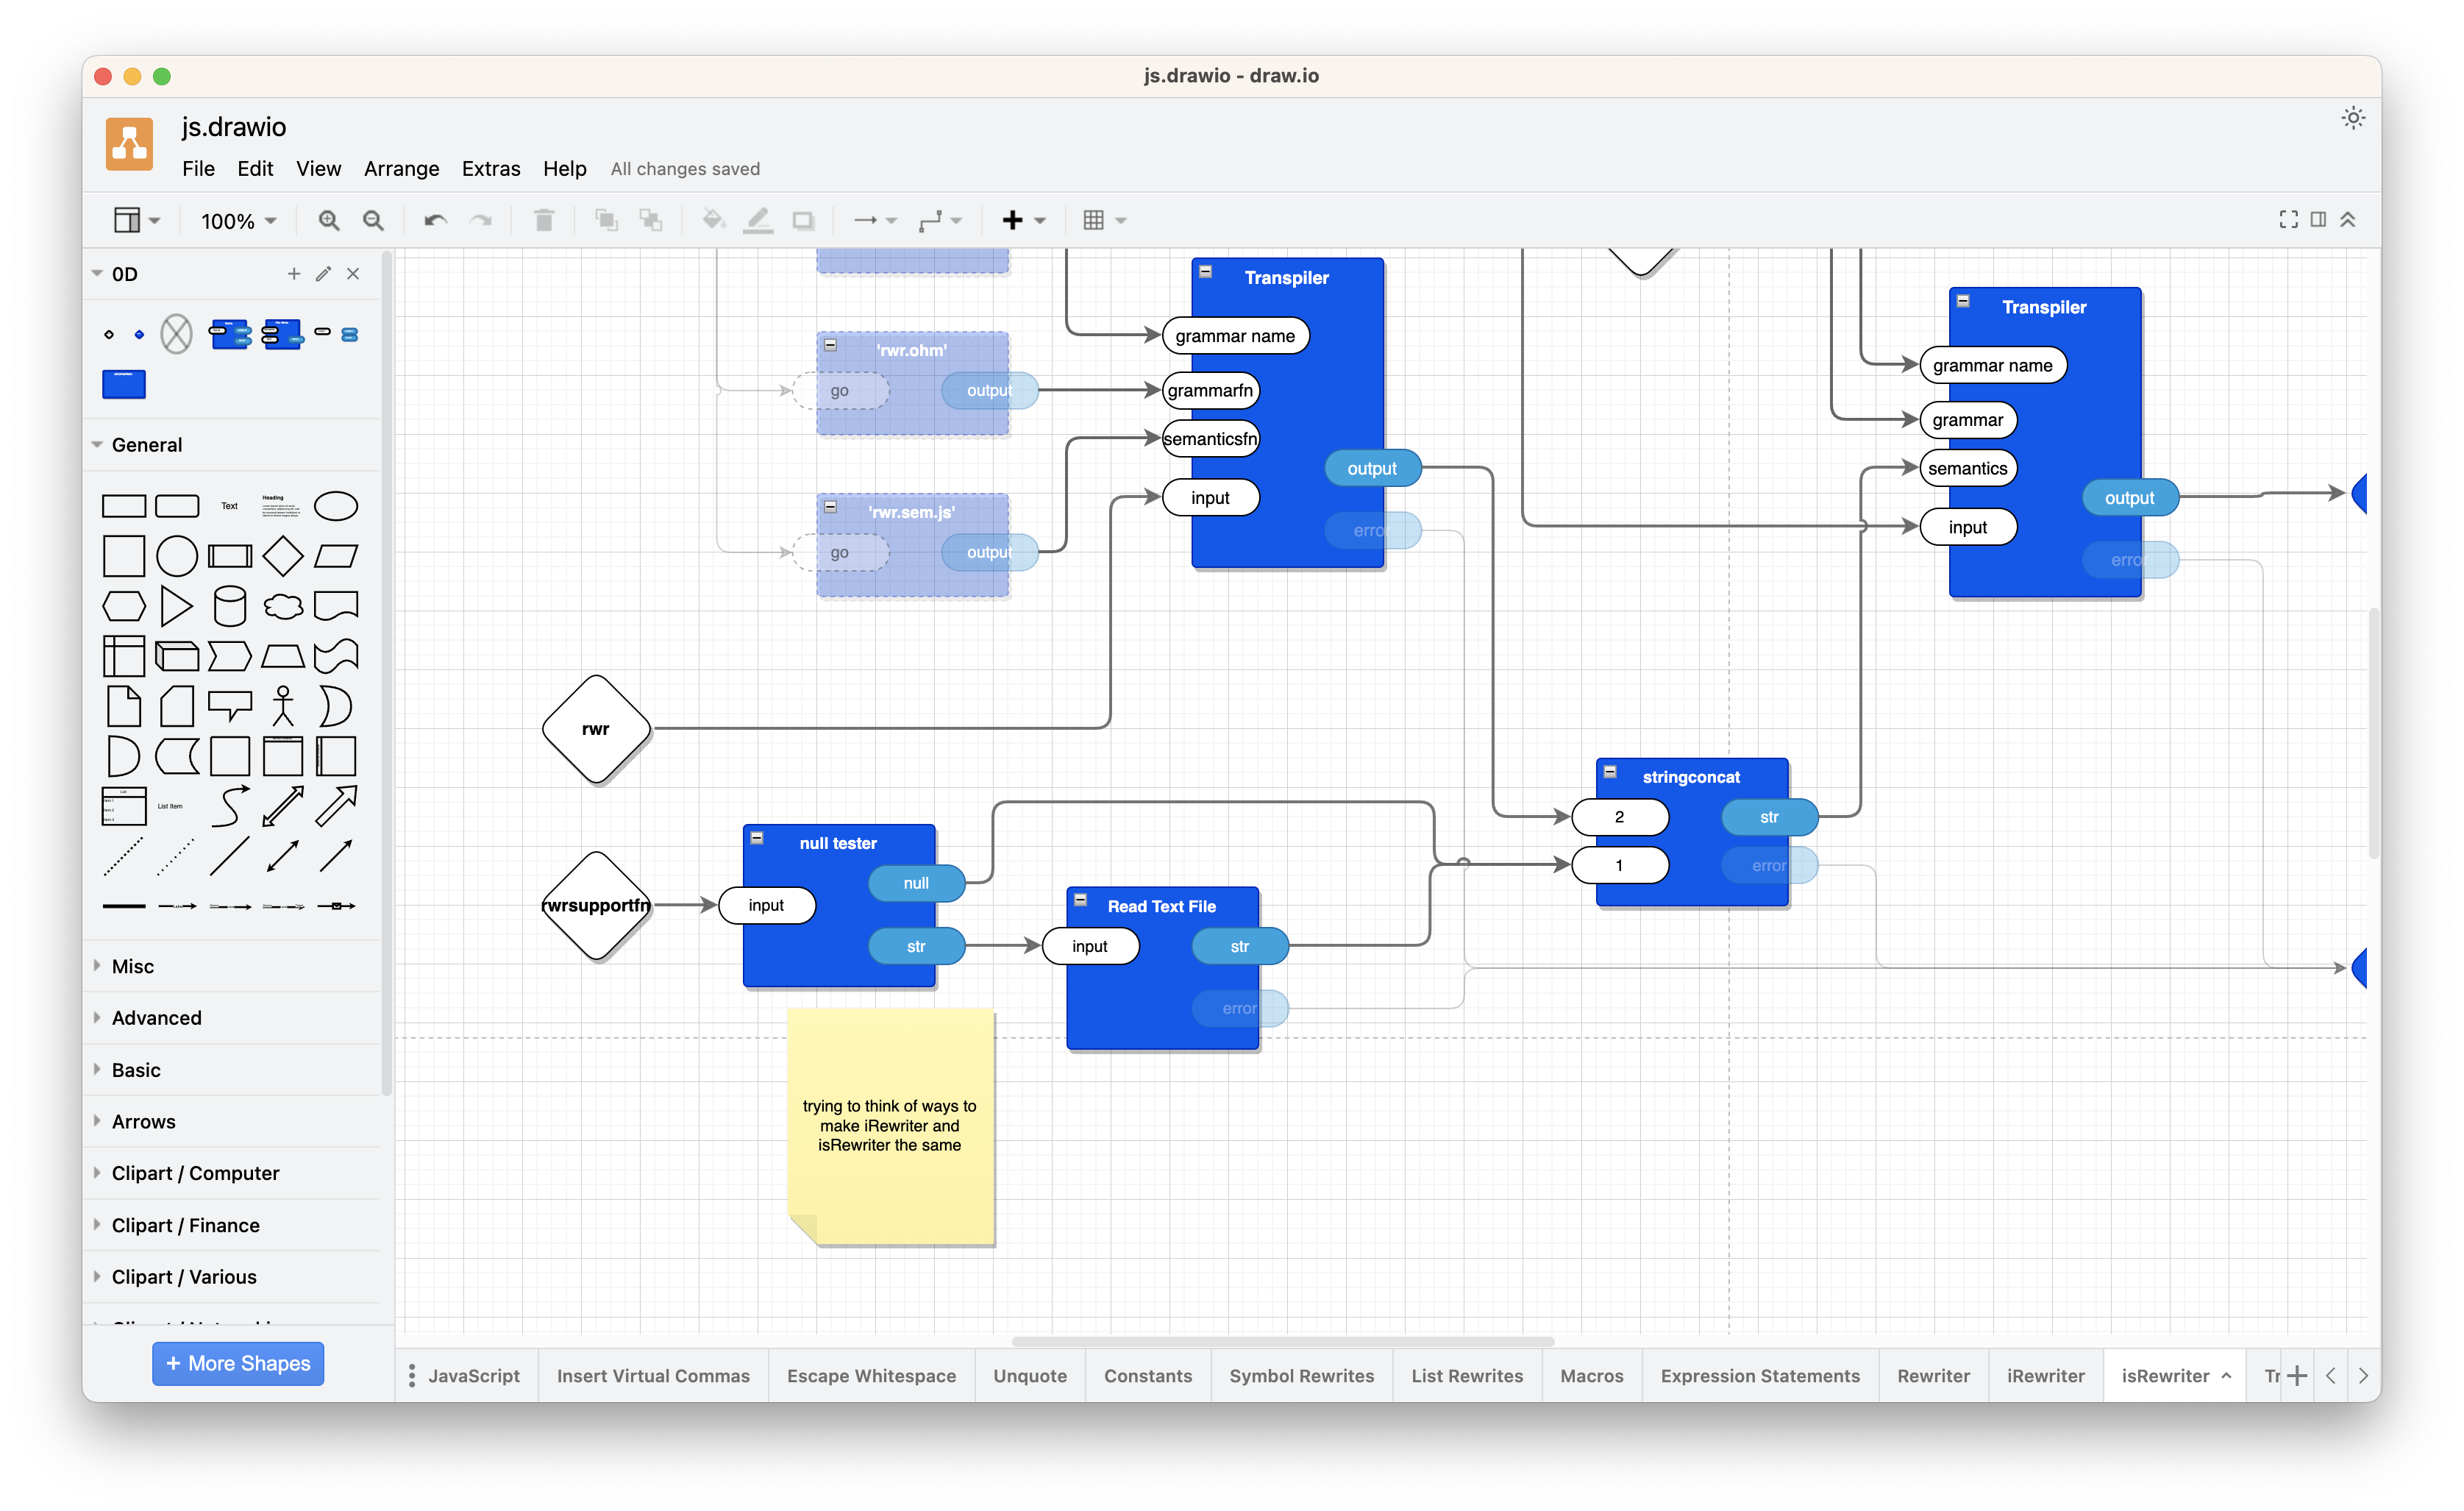 js.drawio - draw.io
js.drawio
File Edit View Arrange Extras Help All changes saved
100%
0D
General
Text
Heading
List
List Item
Misc
Advanced
Basic
Arrows
Clipart / Computer
Clipart / Finance
Clipart / Various
+ More Shapes
'rwr.ohm'
go
output
'rwr.sem.js'
go
output
Transpiler
grammar name
grammarfn
semanticsfn
input
output
error
Transpiler
grammar name
grammar
semantics
input
output
error
rwr
rwrsupportfn
null tester
input
null
str
Read Text File
input
str
error
stringconcat
2
1
str
error
trying to think of ways to
make iRewriter and
isRewriter the same
JavaScript Insert Virtual Commas Escape Whitespace Unquote Constants Symbol Rewrites List Rewrites Macros Expression Statements Rewriter iRewriter isRewriter Tr